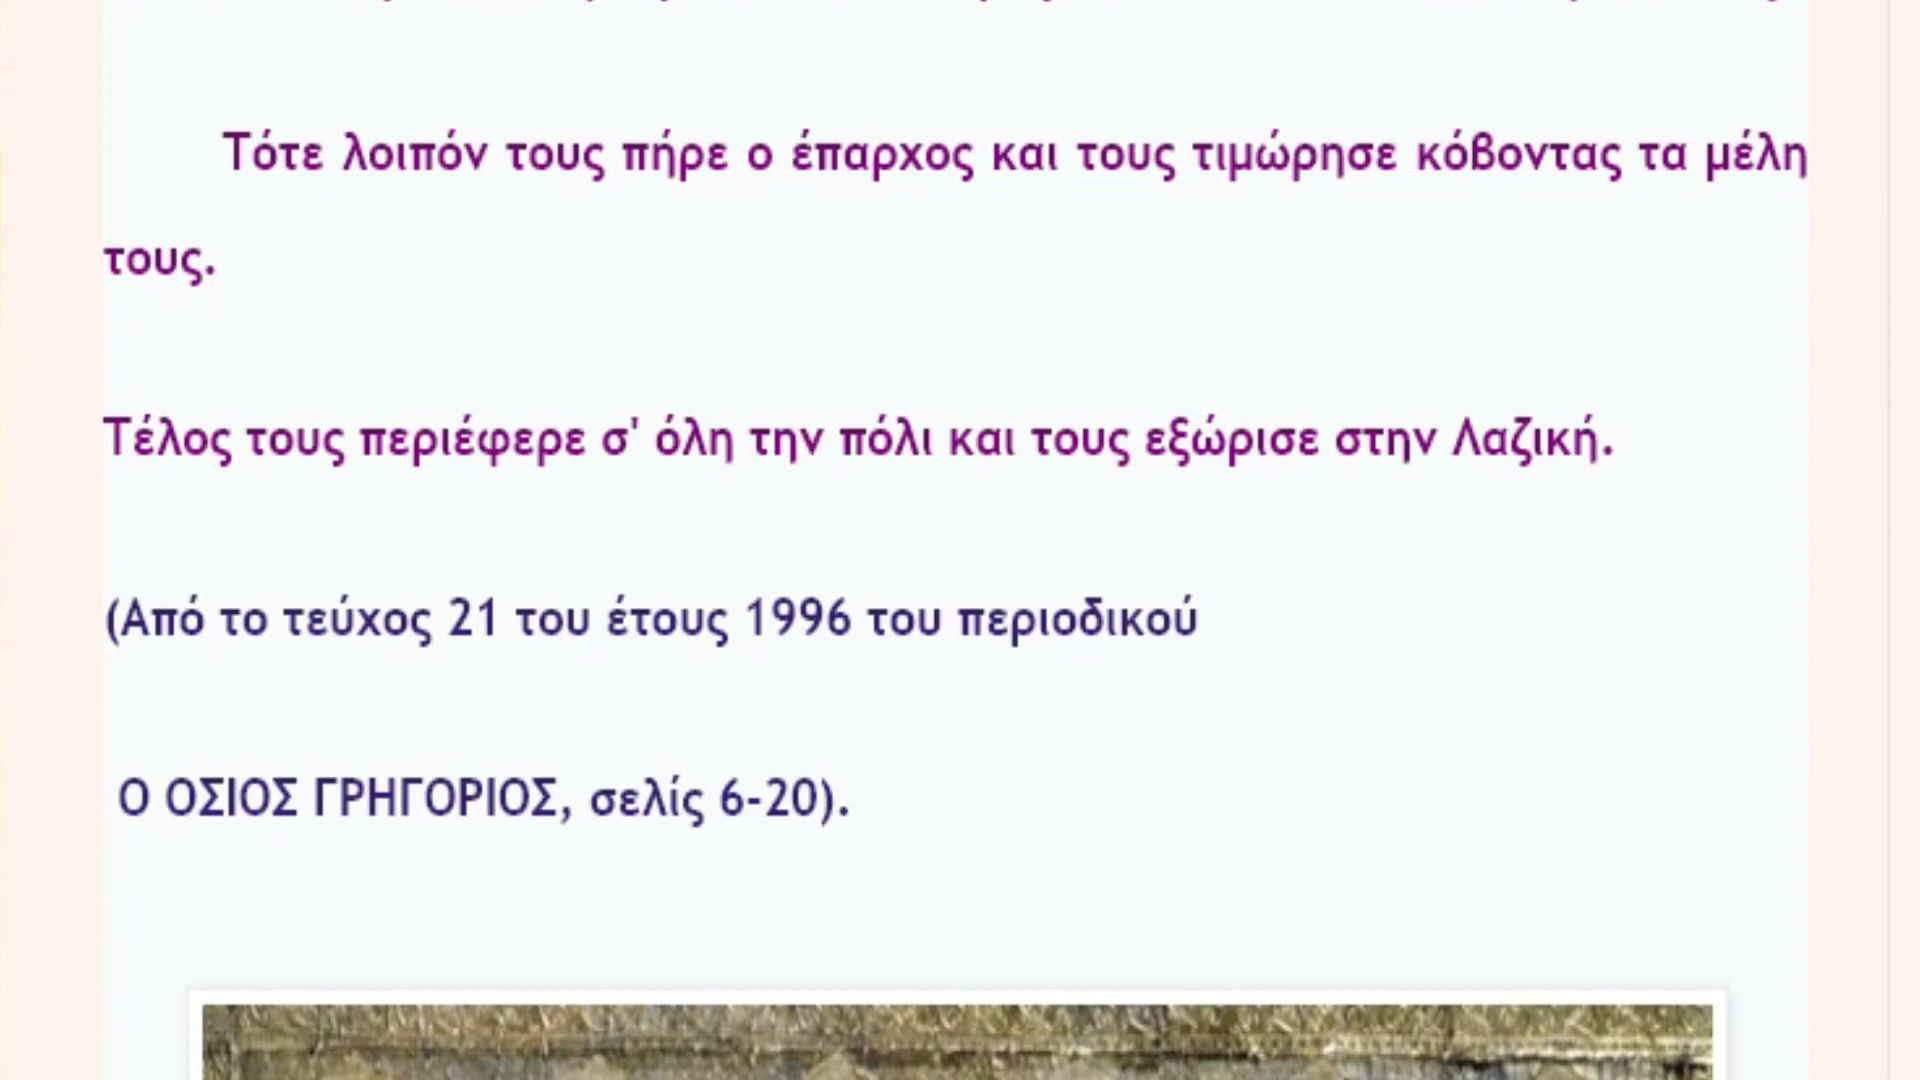 Τότε λοιπόν τους πήρε ο έπαρχος και τους τιμώρησε κόβοντας τα μέλη
τους.
Τέλος τους περιέφερε σ' όλη την πόλι και τους εξώρισε στην Λαζική.
(Από το τεύχος 21 του έτους 1996 του περιοδικού
Ο ΟΣΙΟΣ ΓΡΗΓΟΡΙΟΣ, σελίς 6-20).